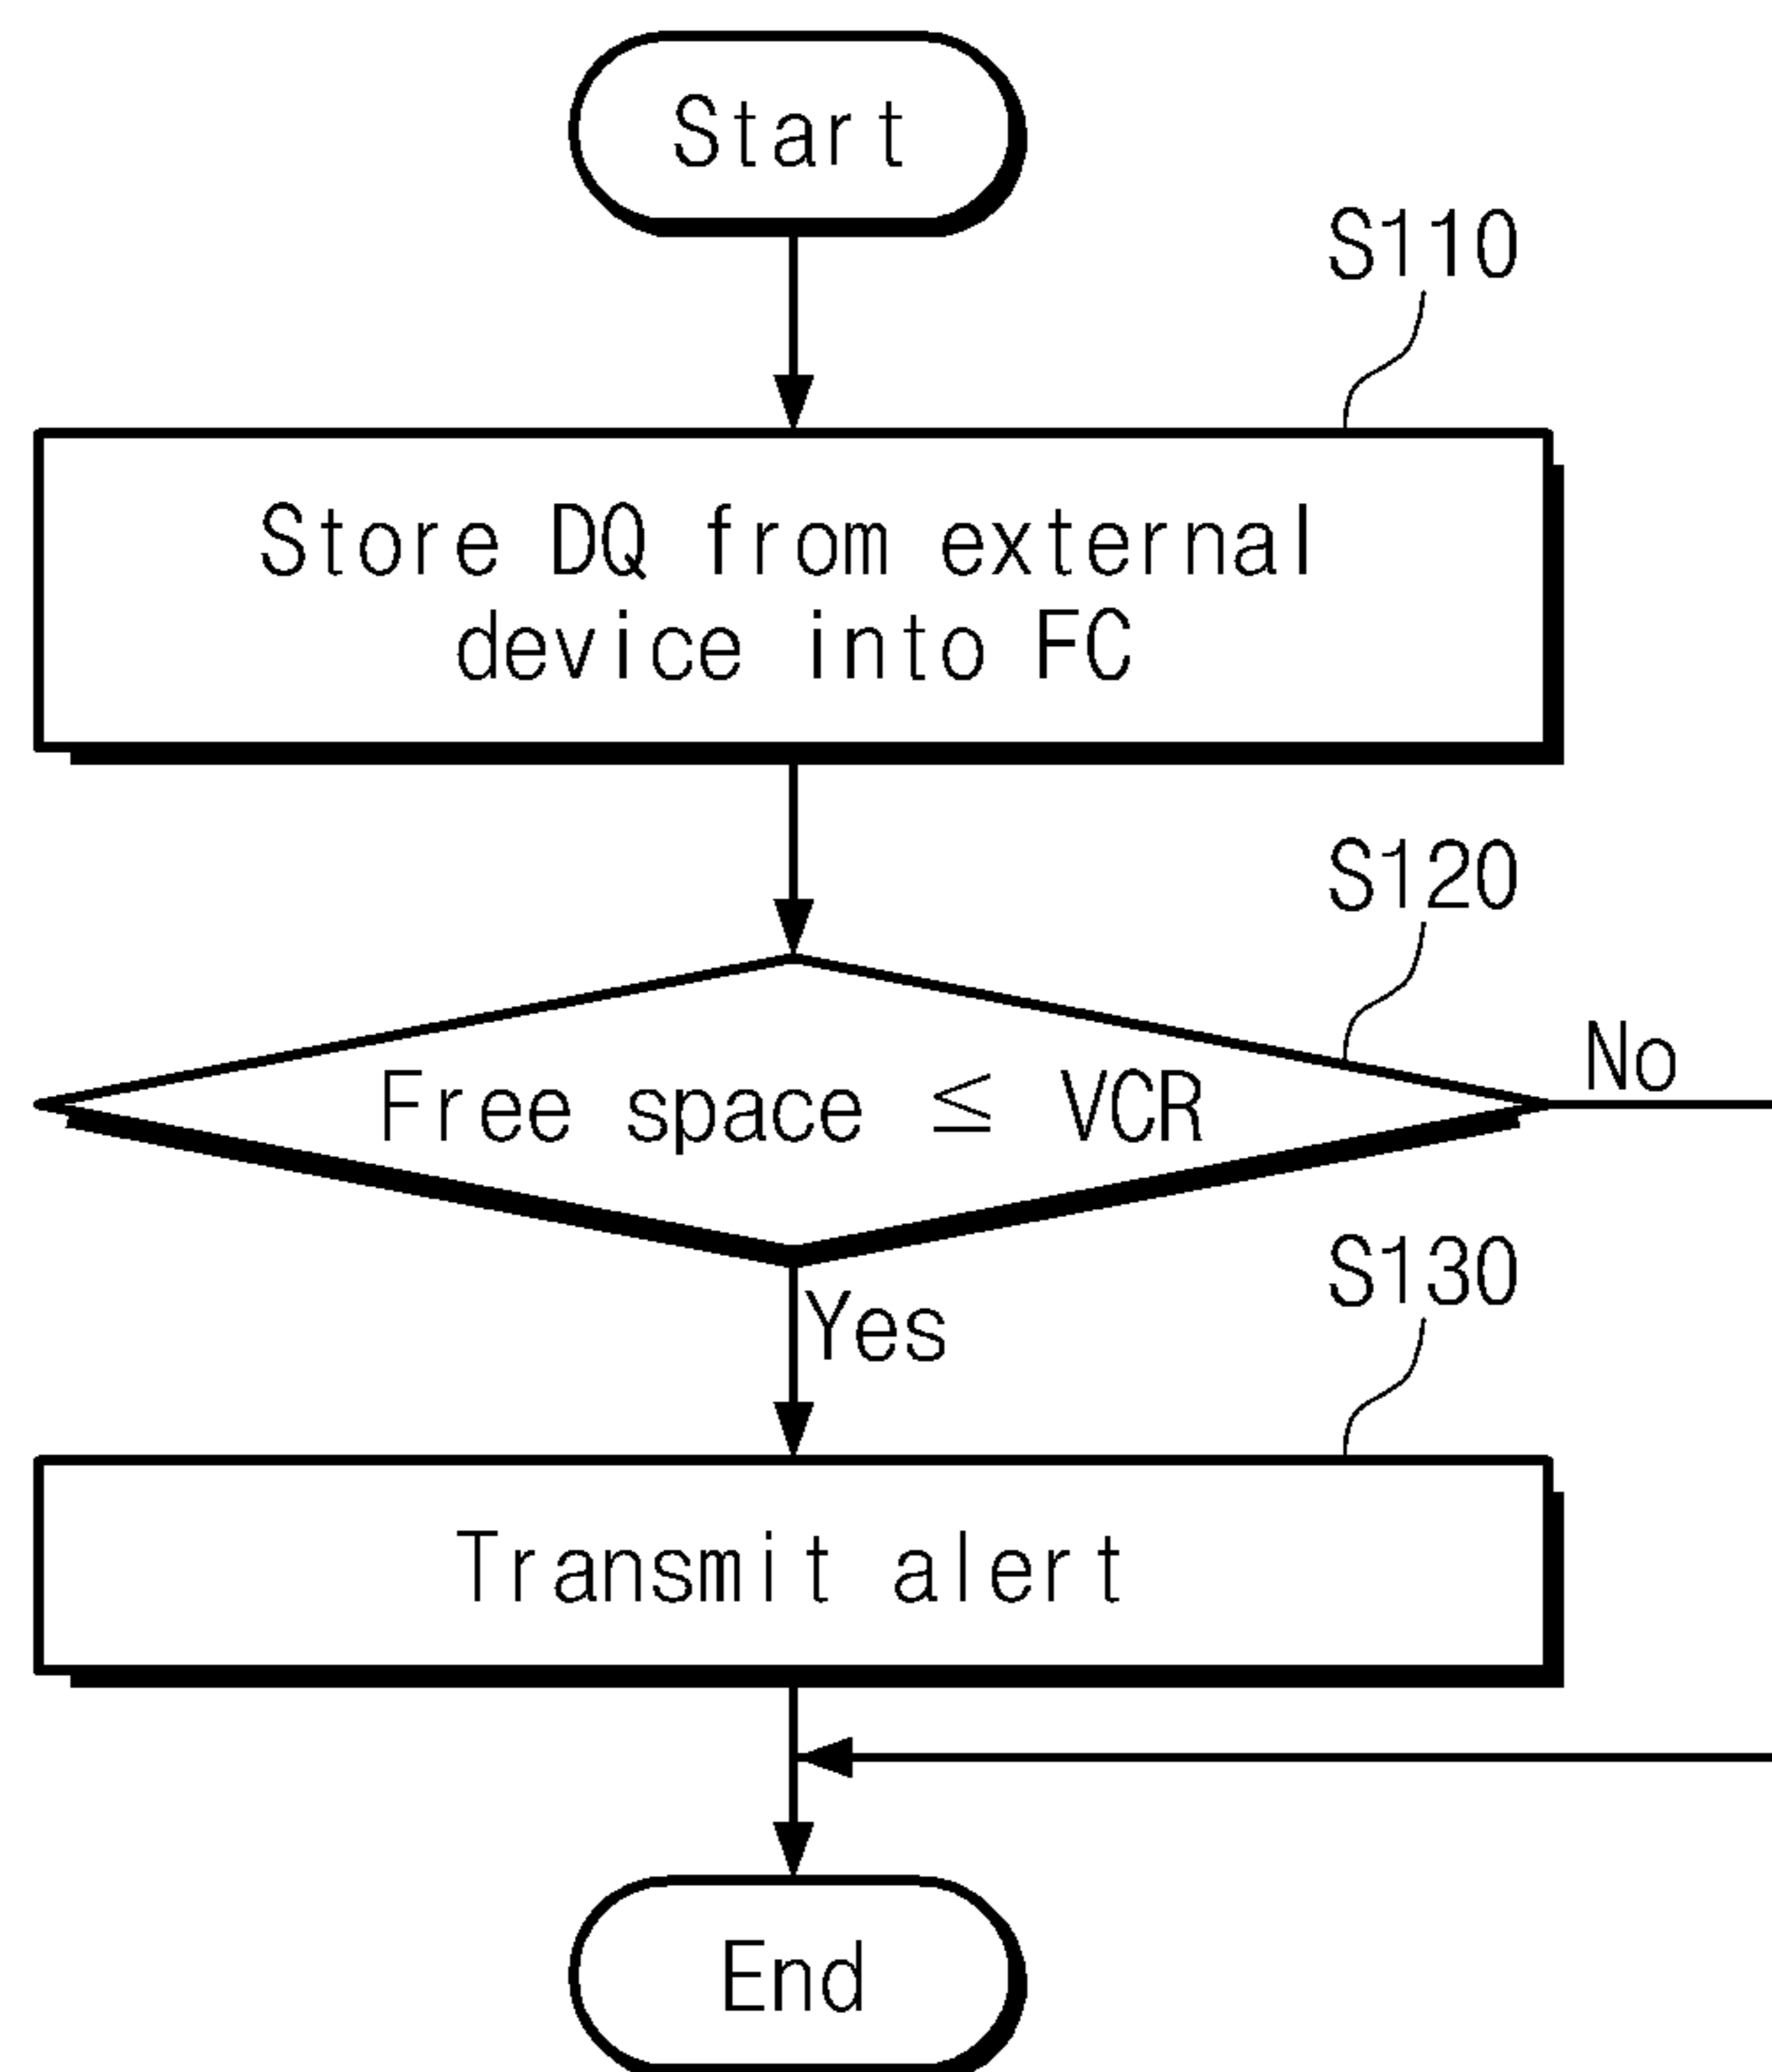 Start
S110
Store DQ from external
device into FC
S120
Free space ≤ VCR
No
Yes
S130
Transmit alert
End